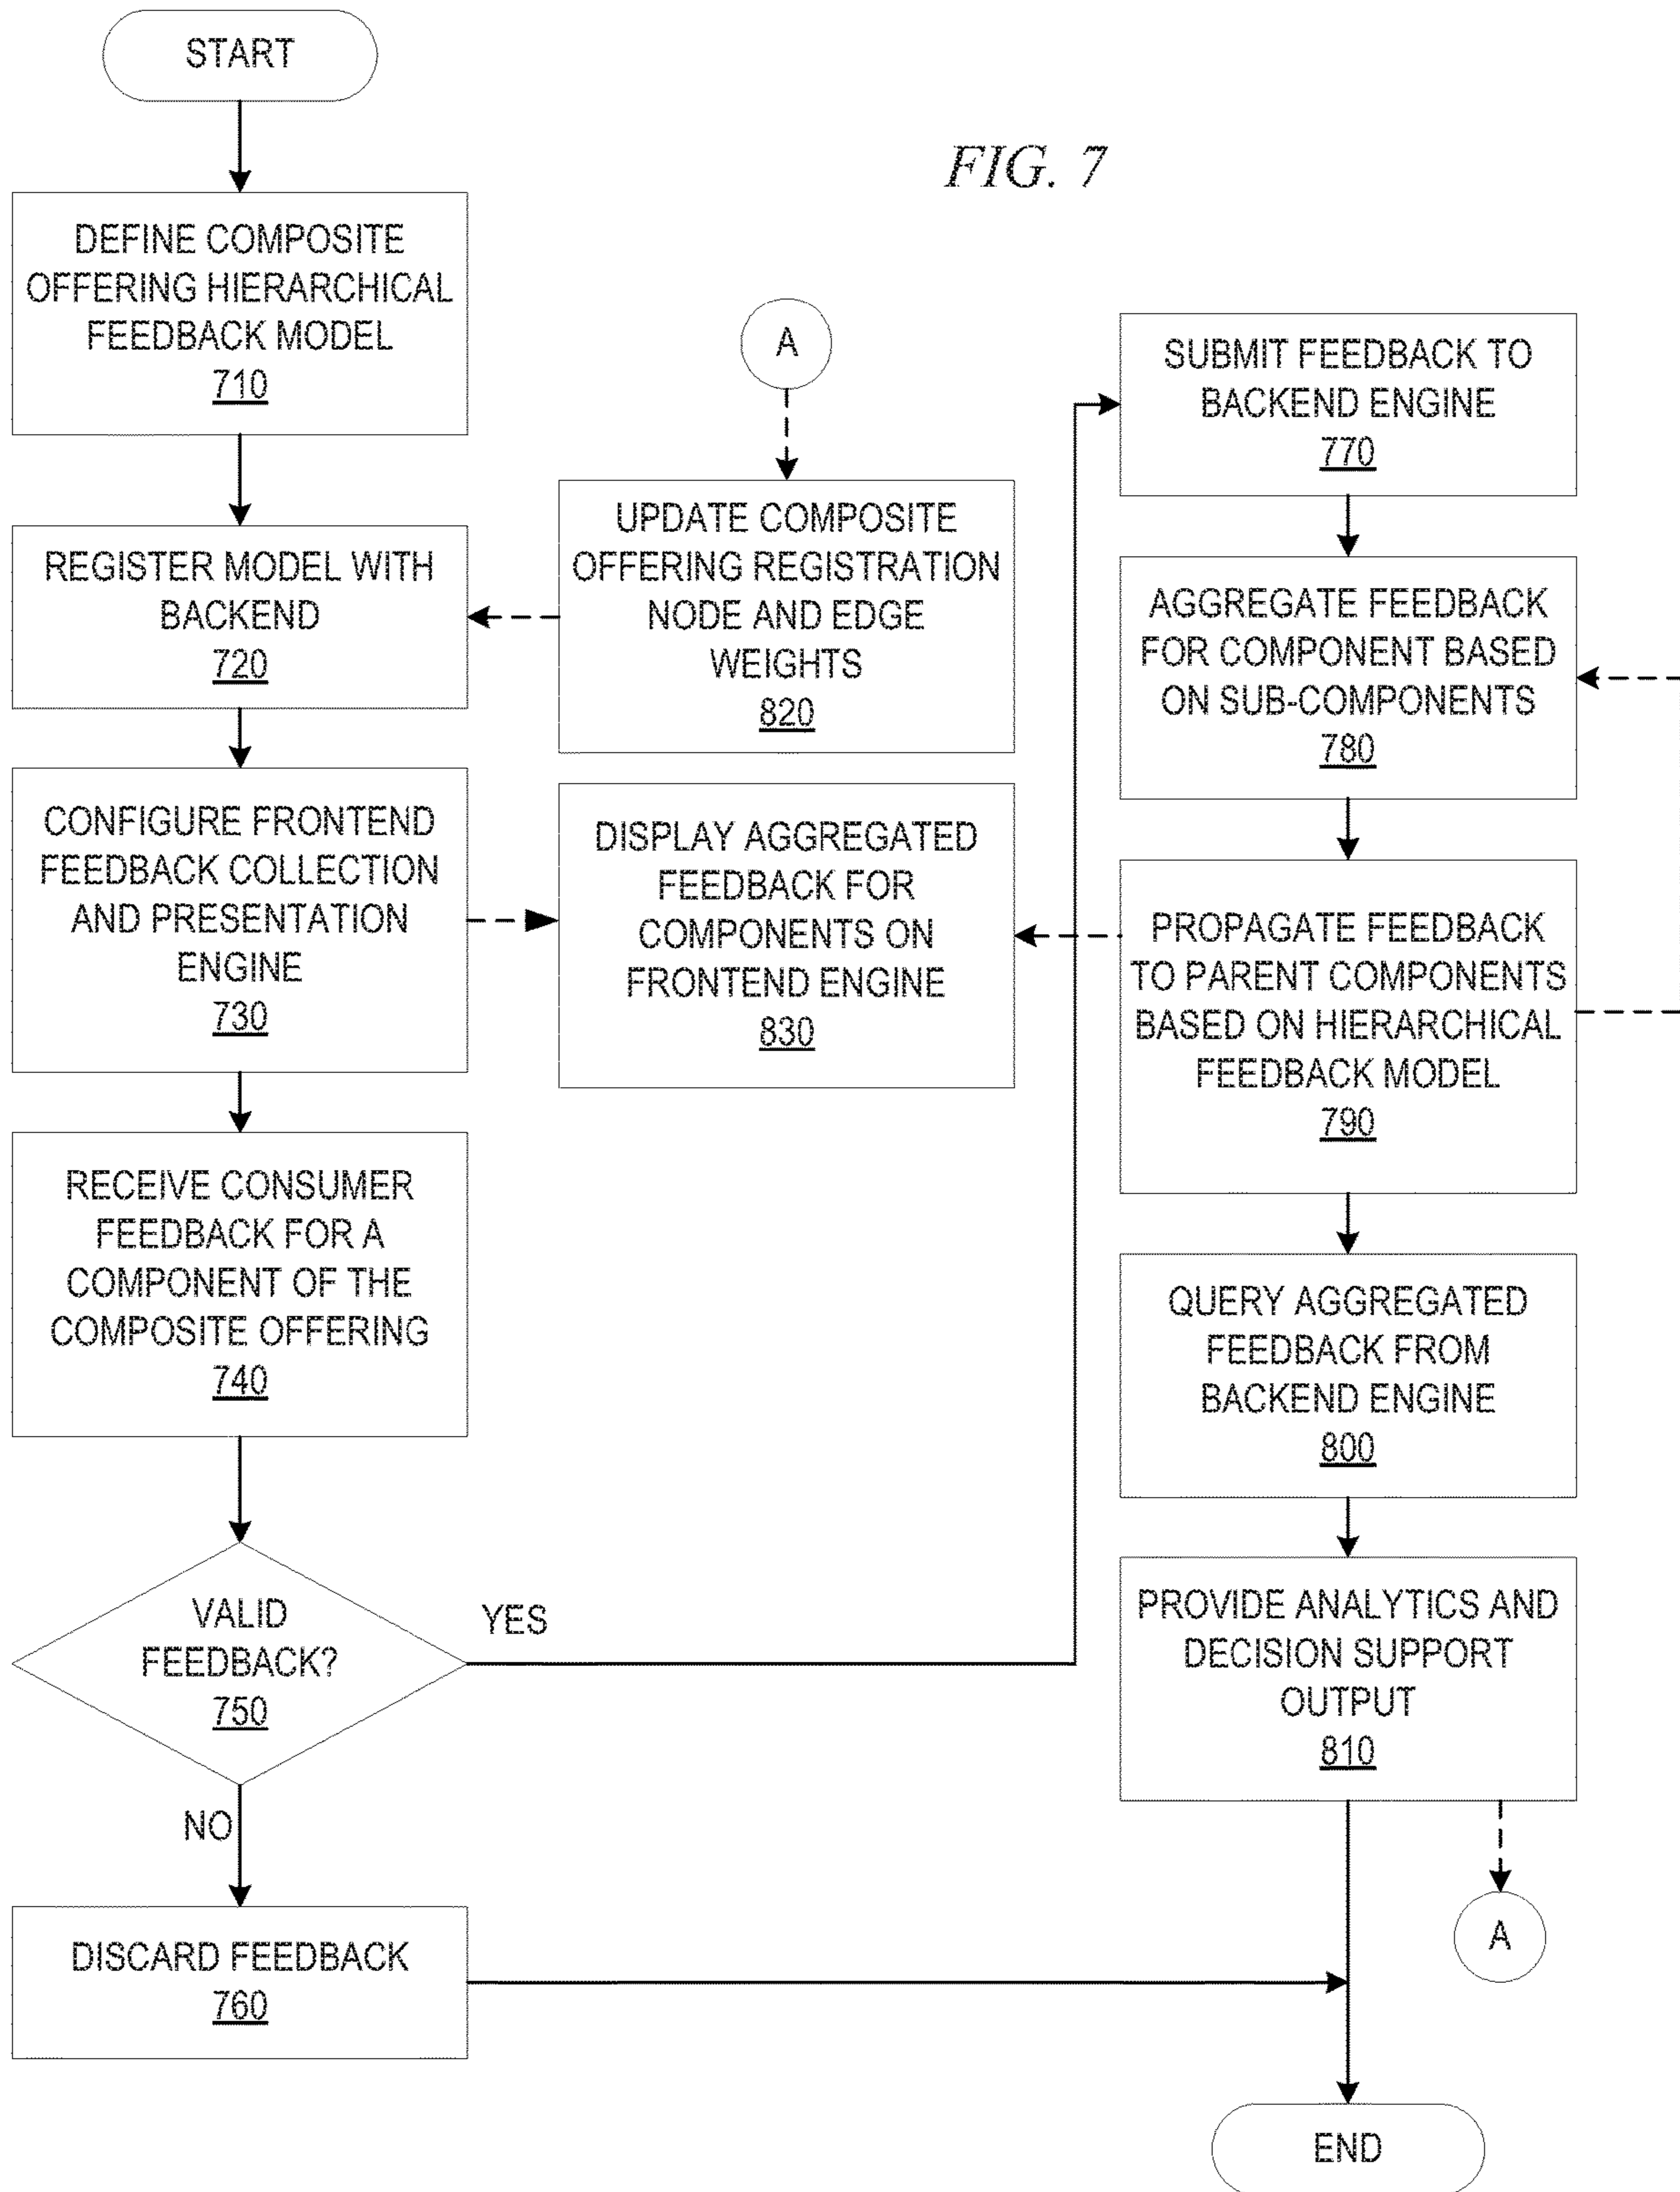 START
FIG. 7
DEFINE COMPOSITE
OFFERING HIERARCHICAL
FEEDBACK MODEL
710
REGISTER MODEL WITH
BACKEND
720
CONFIGURE FRONTEND
FEEDBACK COLLECTION
AND PRESENTATION
ENGINE
730
RECEIVE CONSUMER
FEEDBACK FOR A
COMPONENT OF THE
COMPOSITE OFFERING
740
VALID
FEEDBACK?
750
YES
NO
DISCARD FEEDBACK
760
A
UPDATE COMPOSITE
OFFERING REGISTRATION
NODE AND EDGE
WEIGHTS
820
DISPLAY AGGREGATED
FEEDBACK FOR
COMPONENTS ON
FRONTEND ENGINE
830
SUBMIT FEEDBACK TO
BACKEND ENGINE
770
AGGREGATE FEEDBACK
FOR COMPONENT BASED
ON SUB-COMPONENTS
780
PROPAGATE FEEDBACK
TO PARENT COMPONENTS
BASED ON HIERARCHICAL
FEEDBACK MODEL
790
QUERY AGGREGATED
FEEDBACK FROM
BACKEND ENGINE
800
PROVIDE ANALYTICS AND
DECISION SUPPORT
OUTPUT
810
A
END